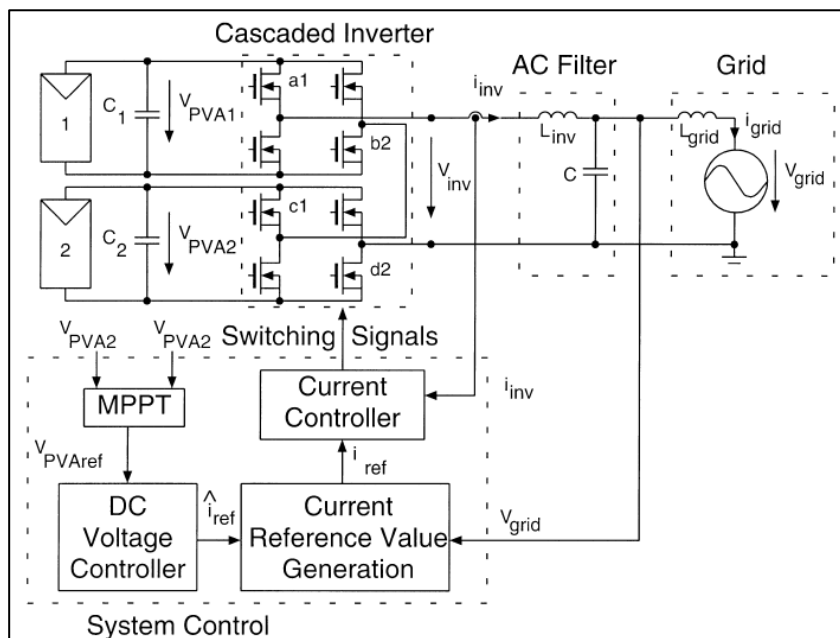 Cascaded Inverter
AC Filter
Grid
1
C1
VPVA1
a1
b2
iinv
Linv
Lgrid
igrid
Vinv
C
Vgrid
2
C2
VPVA2
c1
d2
VPVA2
VPVA2
Switching Signals
MPPT
Current
Controller
iinv
VPVAref
iref
DC
Voltage
Controller
^iref
Current
Reference Value
Generation
Vgrid
System Control